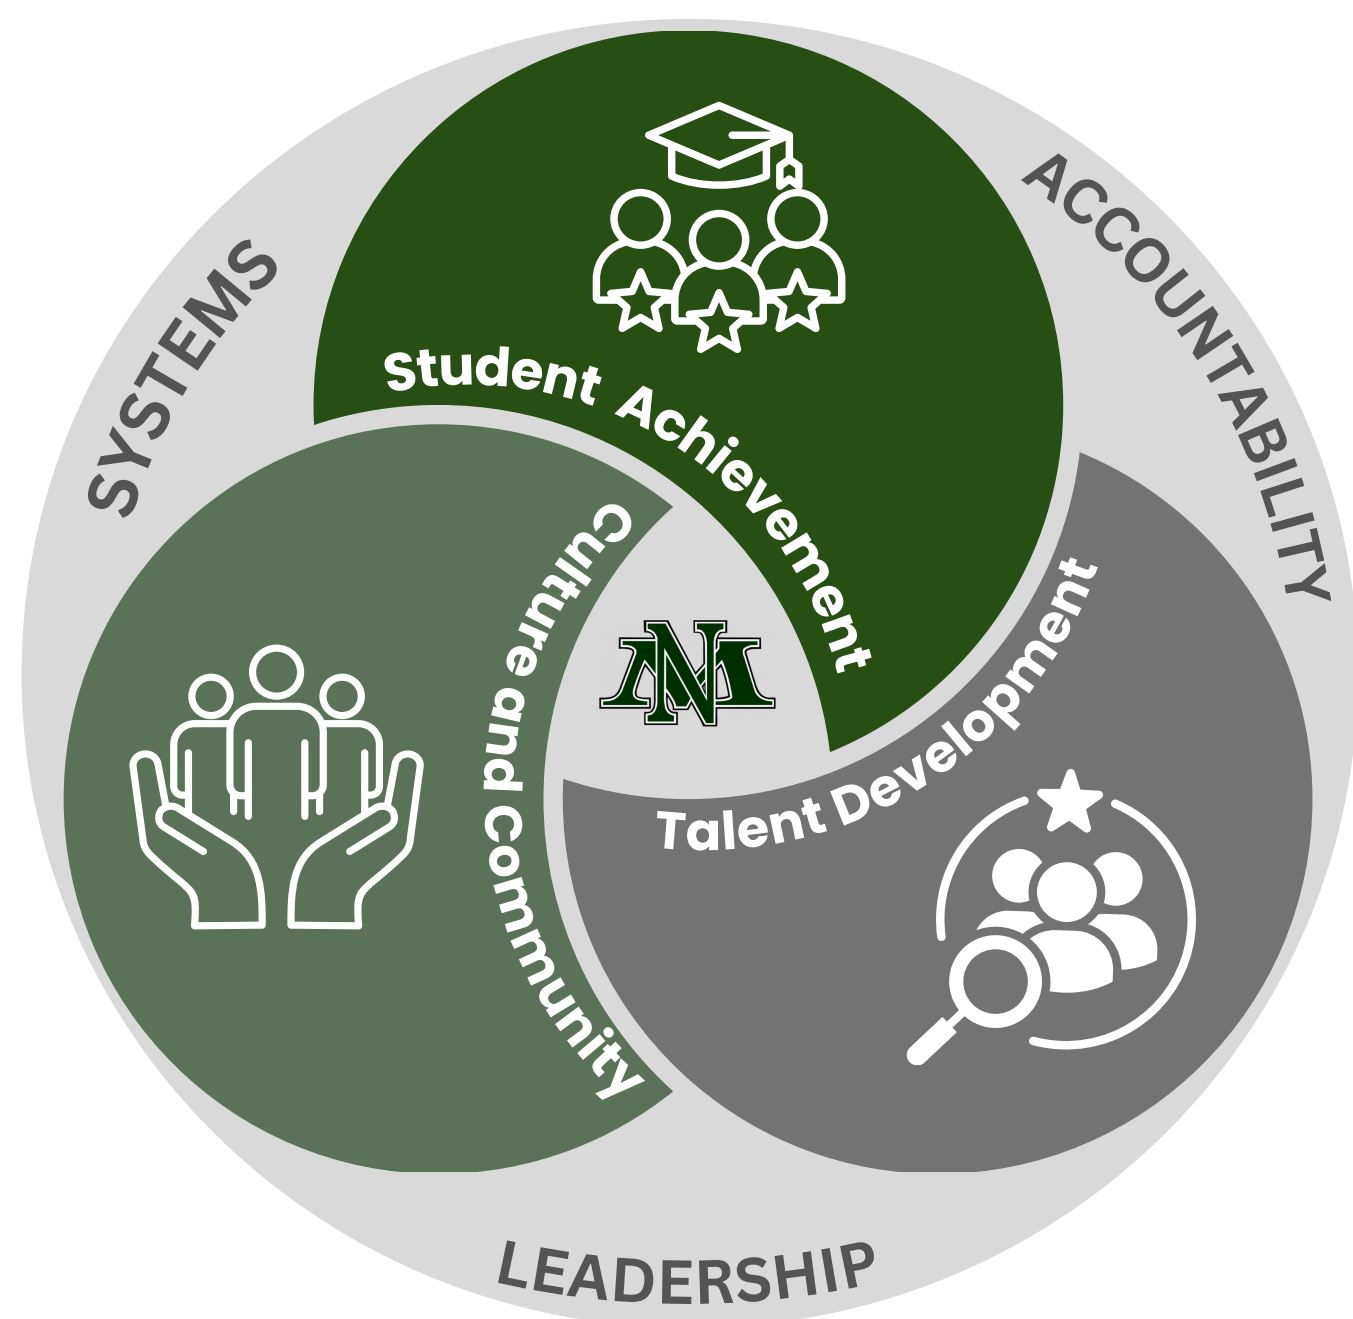 SYSTEMS
ACCOUNTABILITY
Student Achievement
Culture and Community
NM
Talent Development
LEADERSHIP